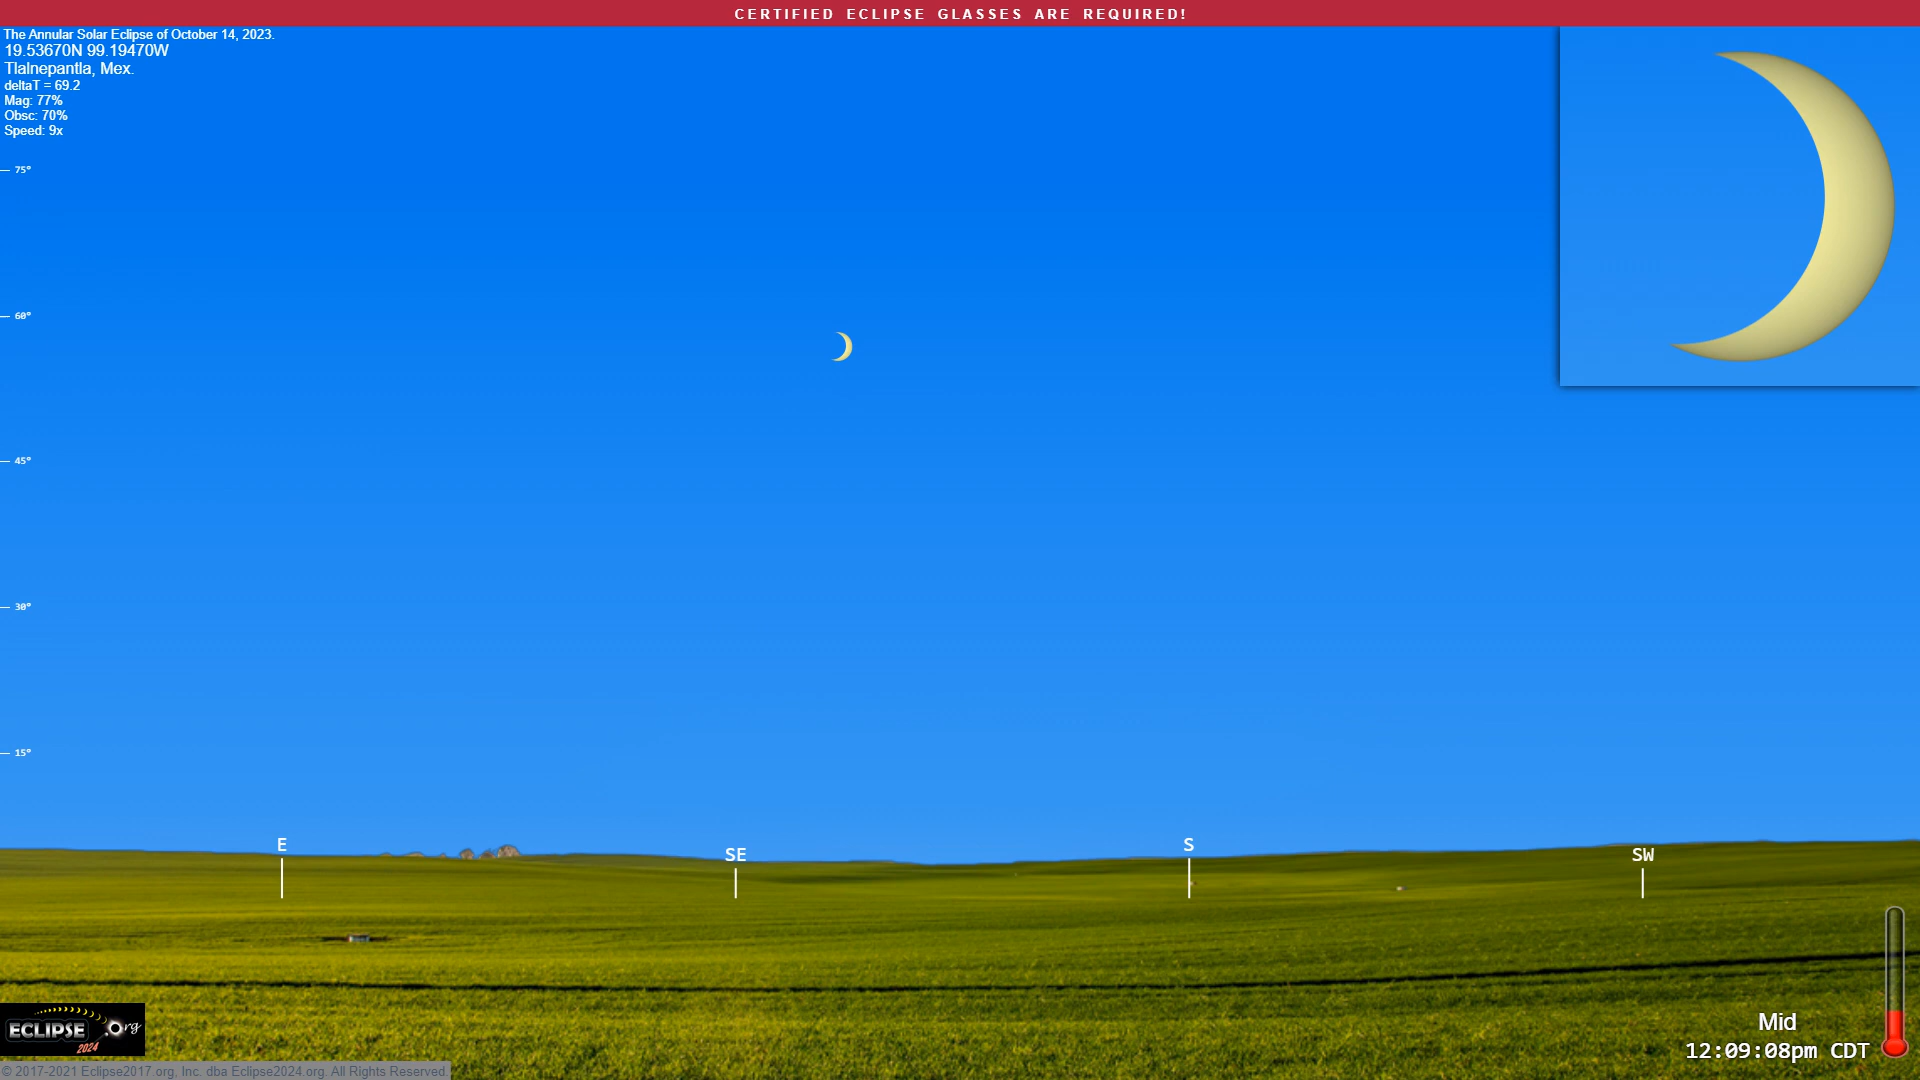 CERTIFIED ECLIPSE GLASSES ARE REQUIRED!
The Annular Solar Eclipse of October 14, 2023.
19.53670N 99.19470W
Tlalnepantla, Mex.
deltaT = 69.2
Mag: 77%
Obsc: 70%
Speed: 9x
75°
60°
45°
30°
15°
E
SE
S
SW
Mid
12:09:08pm CDT
ECLIPSE .org
2024
© 2017-2021 Eclipse2017.org, Inc. dba Eclipse2024.org. All Rights Reserved.